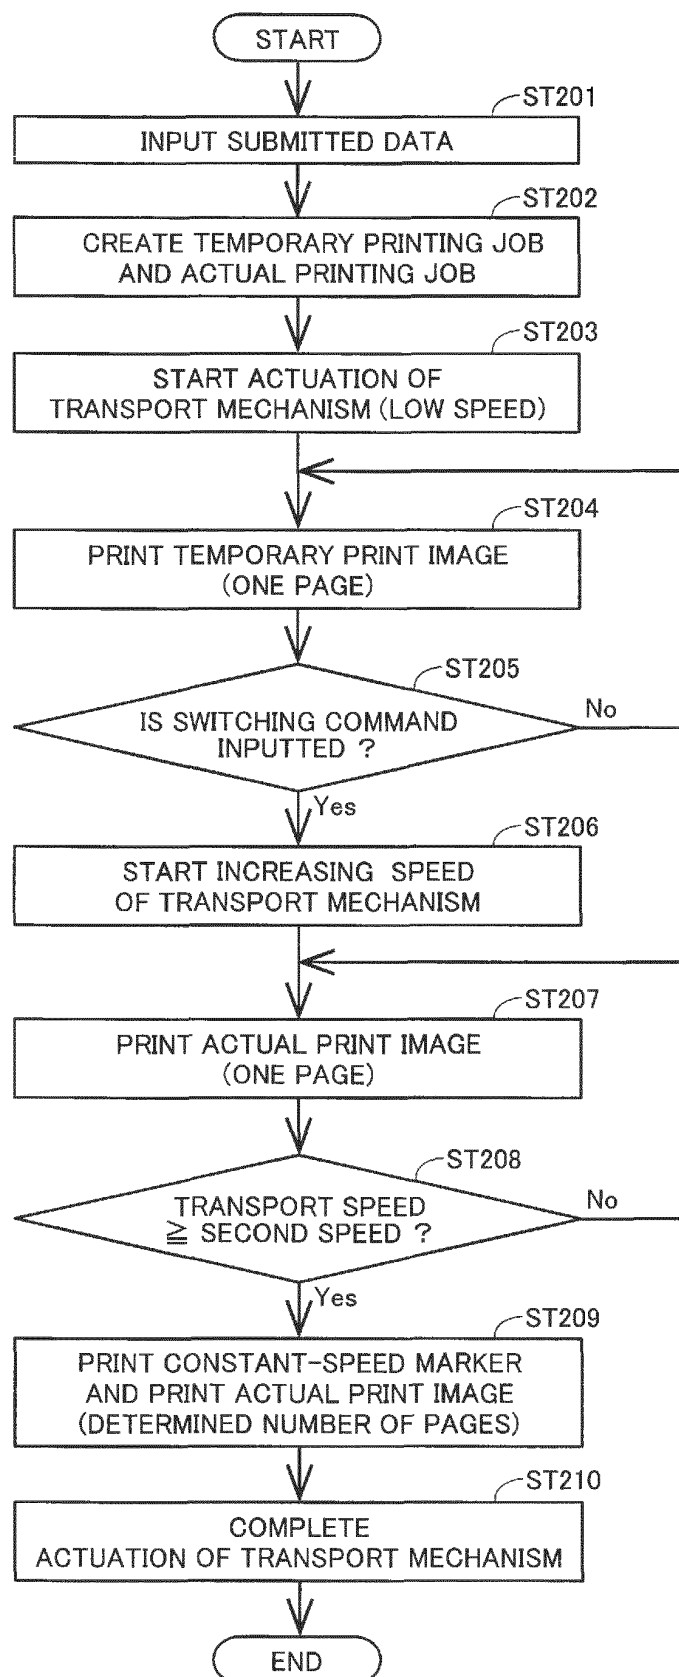 START
ST201
INPUT SUBMITTED DATA
ST202
CREATE TEMPORARY PRINTING JOB
AND ACTUAL PRINTING JOB
ST203
START ACTUATION OF
TRANSPORT MECHANISM (LOW SPEED)
ST204
PRINT TEMPORARY PRINT IMAGE
(ONE PAGE)
ST205
IS SWITCHING COMMAND
INPUTTED ?
No
Yes
ST206
START INCREASING SPEED
OF TRANSPORT MECHANISM
ST207
PRINT ACTUAL PRINT IMAGE
(ONE PAGE)
ST208
TRANSPORT SPEED
≧ SECOND SPEED ?
No
Yes
ST209
PRINT CONSTANT-SPEED MARKER
AND PRINT ACTUAL PRINT IMAGE
(DETERMINED NUMBER OF PAGES)
ST210
COMPLETE
ACTUATION OF TRANSPORT MECHANISM
END